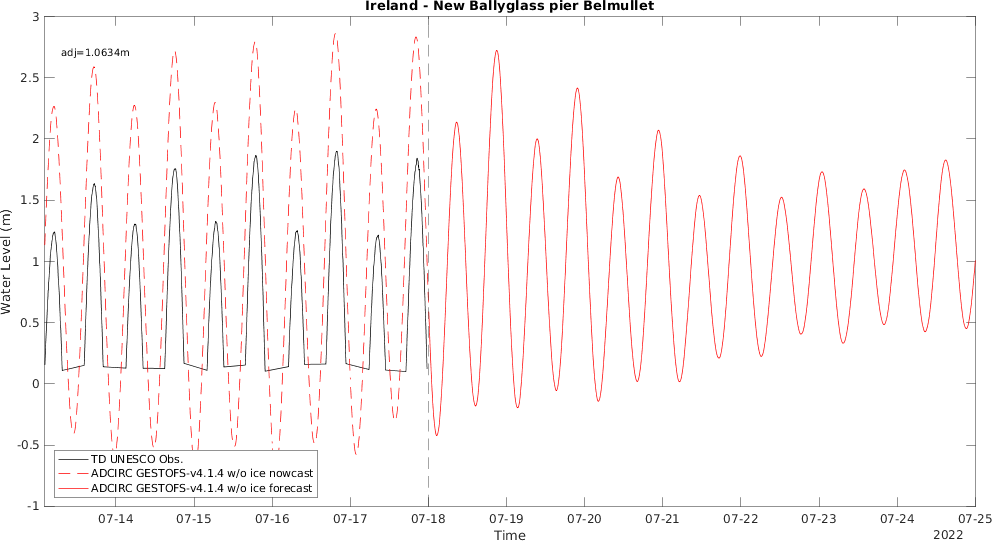 Ireland - New Ballyglass pier Belmullet
adj=1.0634m
3
2.5
2
1.5
1
0.5
0
-0.5
-1
Water Level (m)
TD UNESCO Obs.
ADCIRC GESTOFS-v4.1.4 w/o ice nowcast
ADCIRC GESTOFS-v4.1.4 w/o ice forecast
07-14 07-15 07-16 07-17 07-18 07-19 07-20 07-21 07-22 07-23 07-24 07-25
Time
2022